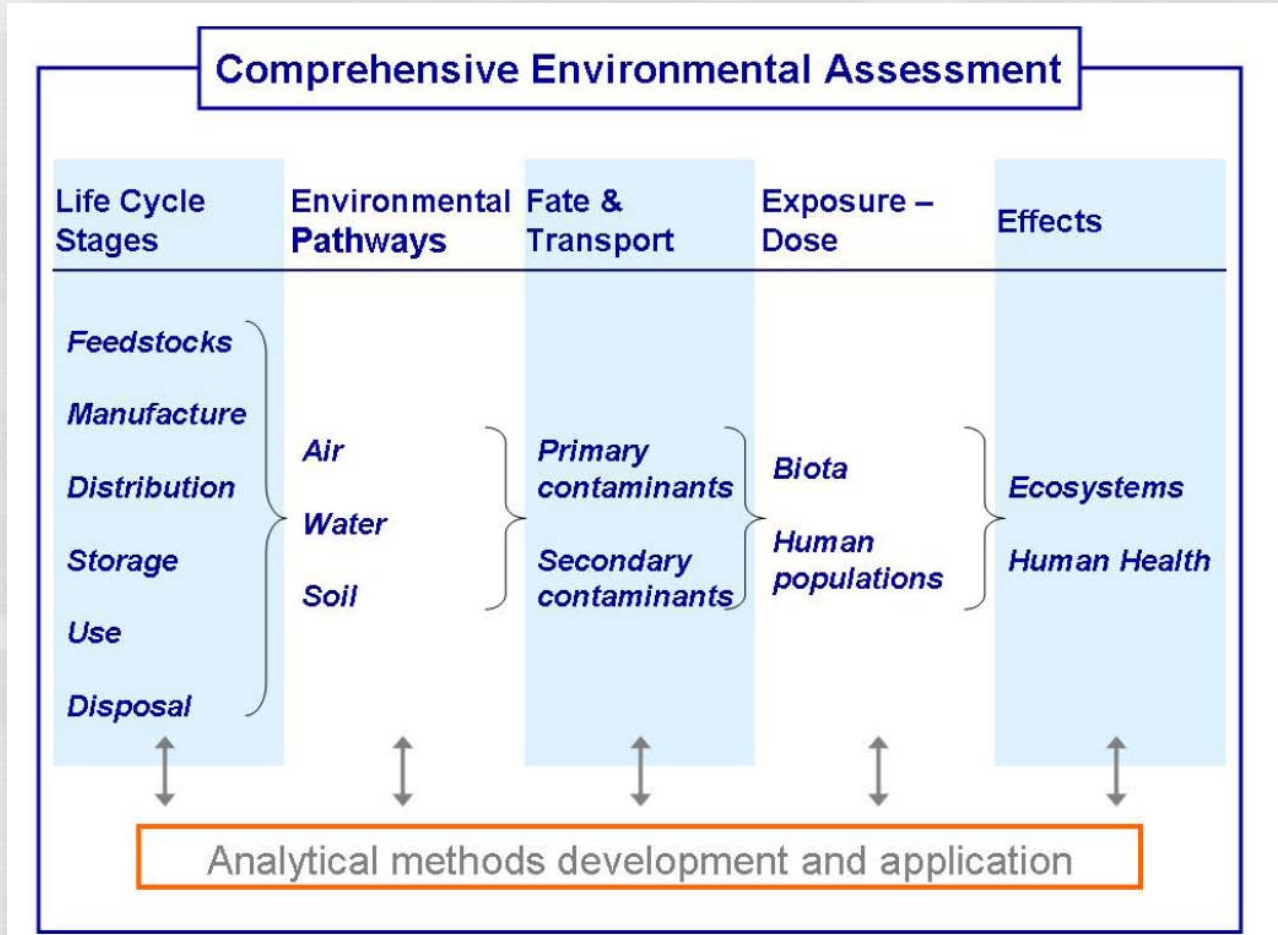 Comprehensive Environmental Assessment
Life Cycle
Stages
Environmental
Pathways
Fate &
Transport
Exposure –
Dose
Effects
Feedstocks
Manufacture
Distribution
Storage
Use
Disposal
Air
Water
Soil
Primary
contaminants
Secondary
contaminants
Biota
Human
populations
Ecosystems
Human Health
Analytical methods development and application